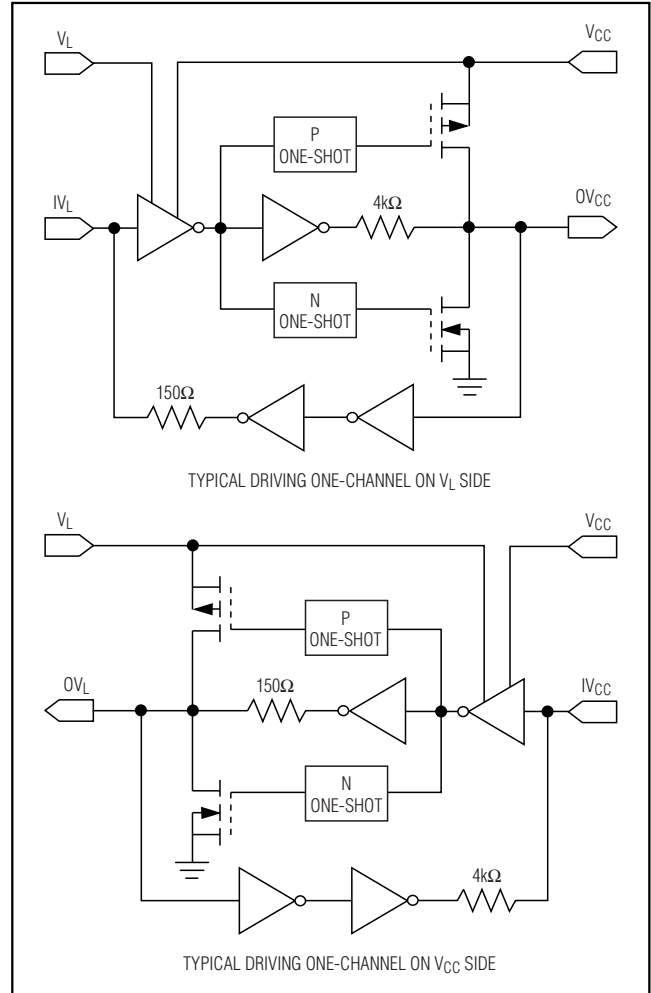 V_L V_CC
P
ONE-SHOT
4kΩ
IV_L OV_CC
N
ONE-SHOT
150Ω
TYPICAL DRIVING ONE-CHANNEL ON V_L SIDE
V_L V_CC
P
ONE-SHOT
150Ω
OV_L IV_CC
N
ONE-SHOT
4kΩ
TYPICAL DRIVING ONE-CHANNEL ON V_CC SIDE